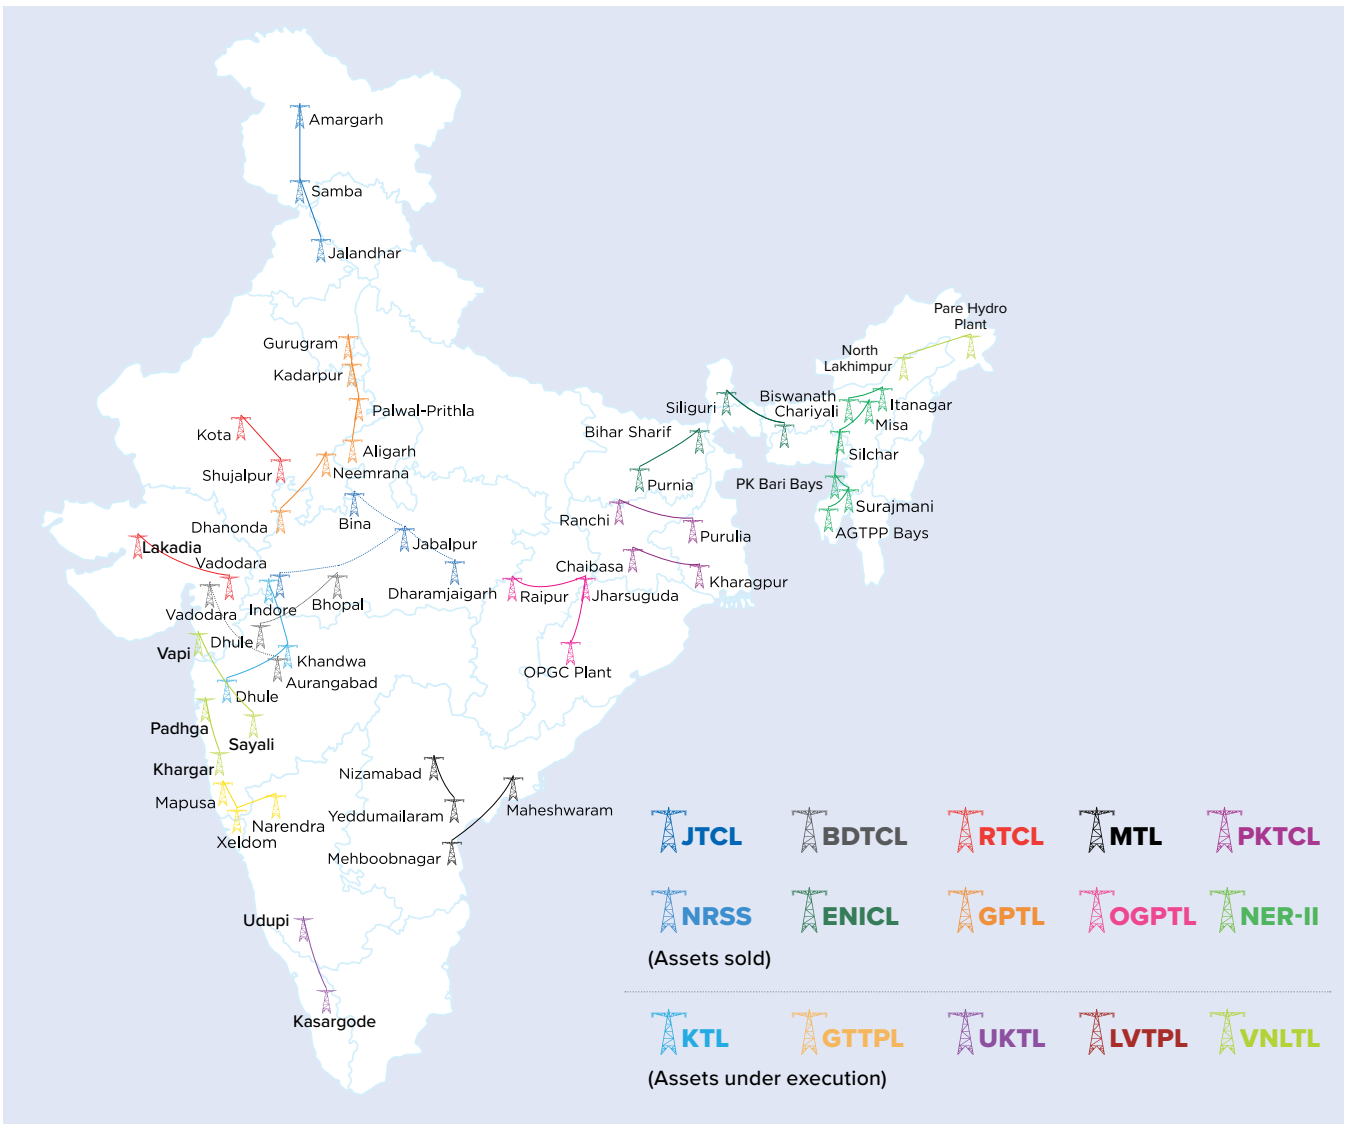 Amargarh
Samba
Jalandhar
Pare Hydro
Plant
Gurugram
North
Lakhimpur
Kadarpur
Biswanath
Chariyali
Siliguri
Itanagar
Palwal-Prithla
Misa
Kota
Bihar Sharif
Aligarh
Silchar
Shujalpur
Neemrana
Purnia
PK Bari Bays
Surajmani
Dhanonda
Bina
Ranchi
AGTPP Bays
Purulia
Lakadia
Jabalpur
Vadodara
Chaibasa
Kharagpur
Dharamjaigarh
Raipur
Jharsuguda
Vadodara
Indore
Bhopal
Dhule
Vapi
Khandwa
OPGC Plant
Aurangabad
Dhule
Padhga
Sayali
Khargar
Nizamabad
Mapusa
Maheshwaram
Yeddumailaram
Narendra
Xeldom
Mehboobnagar
Udupi
Kasargode
JTCL
BDTCL
RTCL
MTL
PKTCL
NRSS
ENICL
GPTL
OGPTL
NER-II
(Assets sold)
KTL
GTTPL
UKTL
LVTPL
VNLTL
(Assets under execution)